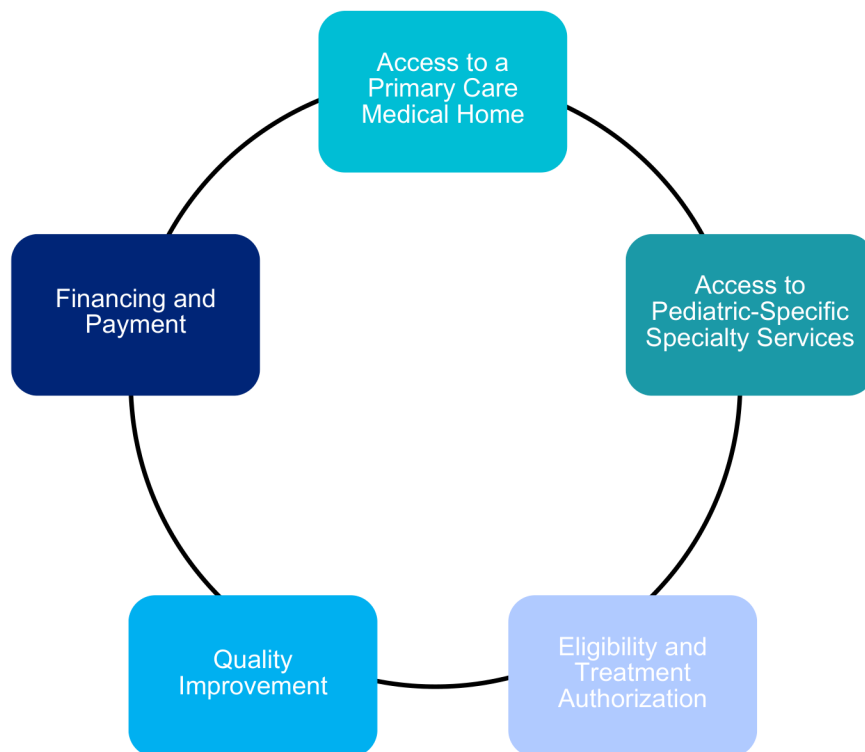 Access to a
Primary Care
Medical Home
Access to
Pediatric-Specific
Specialty Services
Eligibility and
Treatment
Authorization
Quality
Improvement
Financing and
Payment